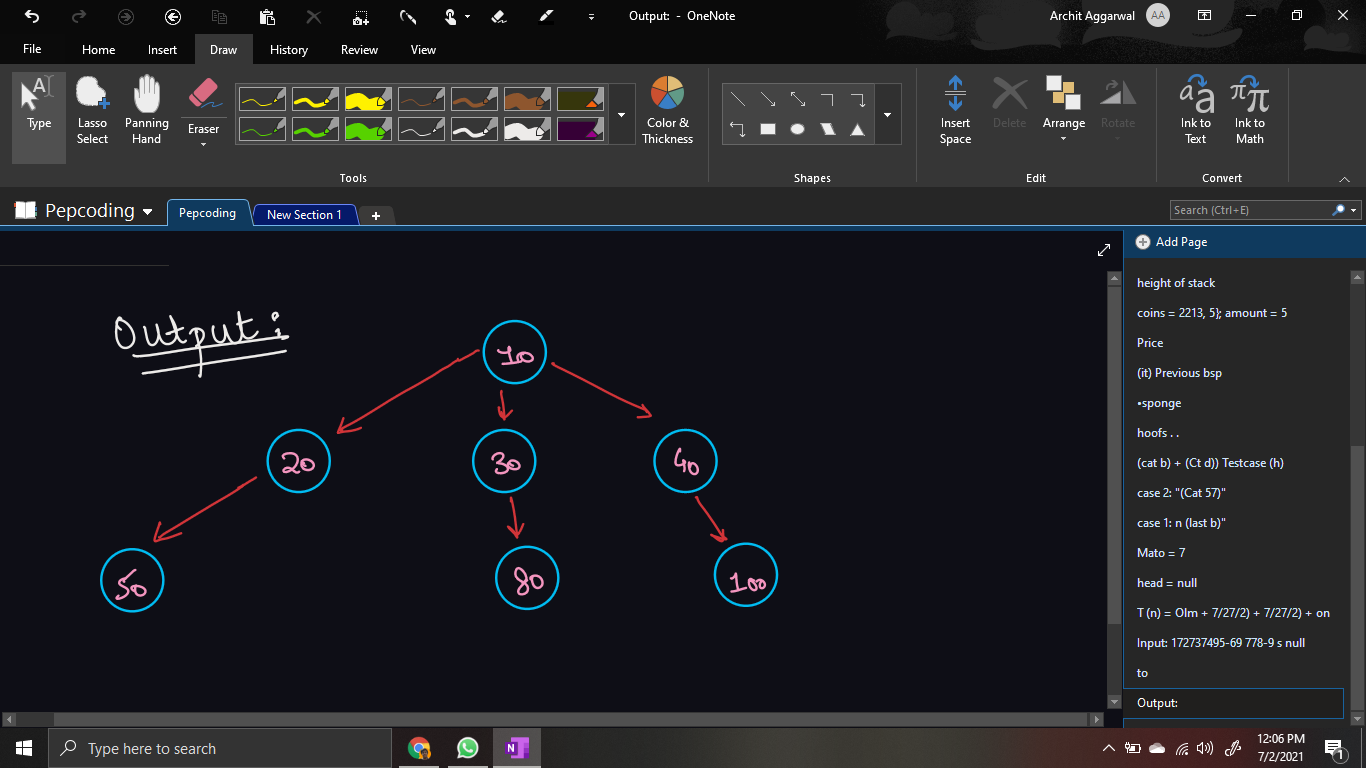 Output: - OneNote
Archit Aggarwal
AA
File
Home
Insert
Draw
History
Review
View
Type
Lasso
Select
Panning
Hand
Eraser
Color &
Thickness
Insert
Space
Delete
Arrange
Rotate
Ink to
Text
Ink to
Math
Tools
Shapes
Edit
Convert
Pepcoding
Pepcoding
New Section 1
Search (Ctrl+E)
Add Page
Output:
10
20
30
40
50
80
100
height of stack
coins = 2213, 5}; amount = 5
Price
(it) Previous bsp
•sponge
hoofs . .
(cat b) + (Ct d)) Testcase (h)
case 2: "(Cat 57)"
case 1: n (last b)"
Mato = 7
head = null
T (n) = Olm + 7/27/2) + 7/27/2) + on
Input: 172737495-69 778-9 s null
to
Output:
Type here to search
12:06 PM
7/2/2021
1